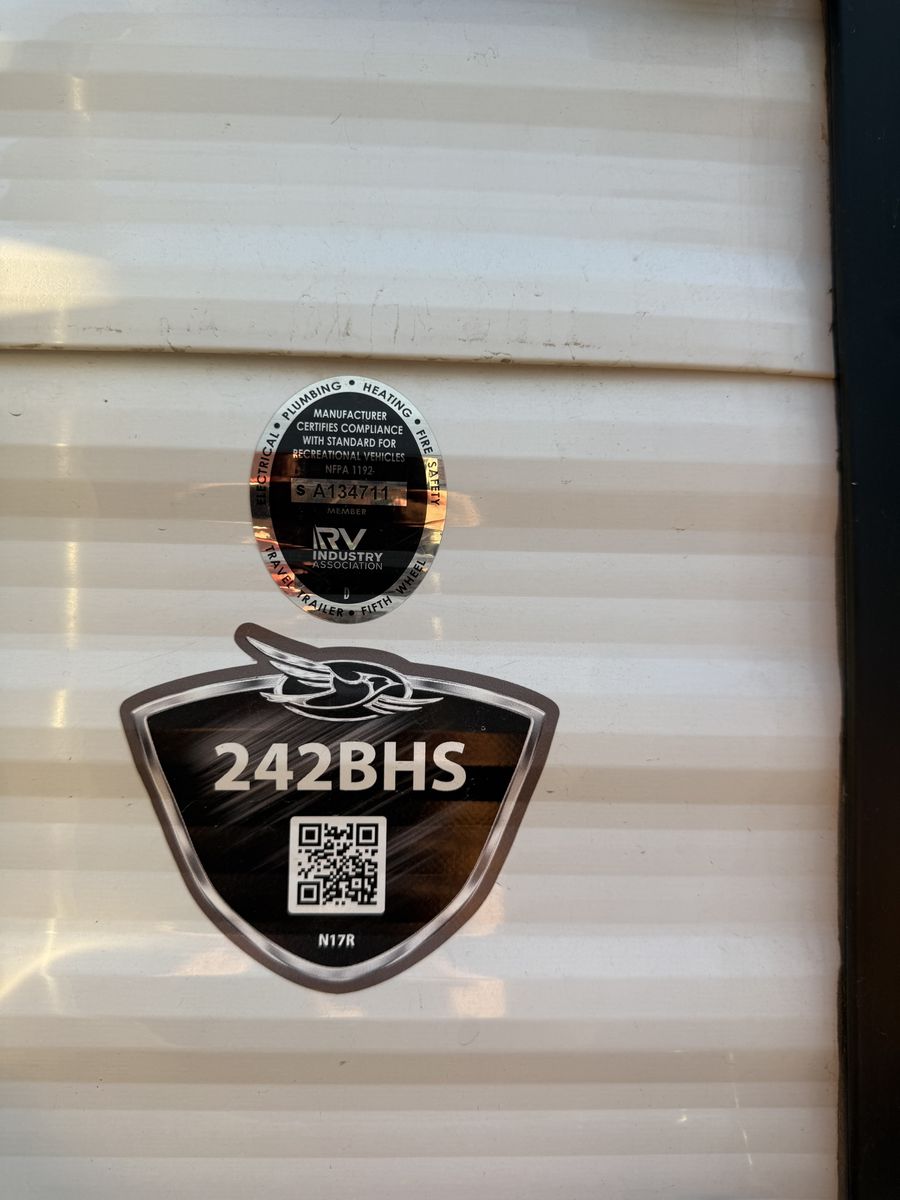 ELECTRICAL • PLUMBING • HEATING • FIRE SAFETY
MANUFACTURER
CERTIFIES COMPLIANCE
WITH STANDARD FOR
RECREATIONAL VEHICLES
NFPA 1192-
S A134711
MEMBER
RV
INDUSTRY
ASSOCIATION
D
TRAVEL TRAILER • FIFTH WHEEL
242BHS
N17R